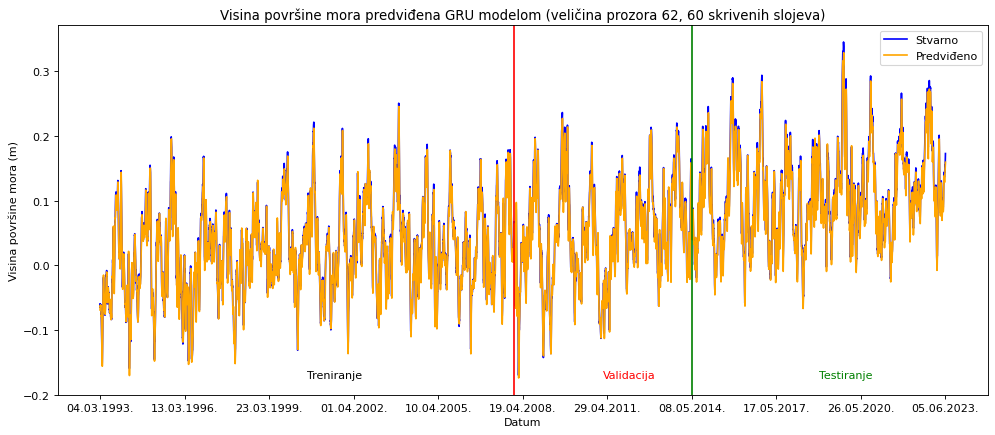 Visina površine mora predviđena GRU modelom (veličina prozora 62, 60 skrivenih slojeva)
Stvarno
Predviđeno
Visina površine mora (m)
0.3
0.2
0.1
0.0
−0.1
−0.2
Treniranje
Validacija
Testiranje
04.03.1993. 13.03.1996. 23.03.1999. 01.04.2002. 10.04.2005. 19.04.2008. 29.04.2011. 08.05.2014. 17.05.2017. 26.05.2020. 05.06.2023.
Datum